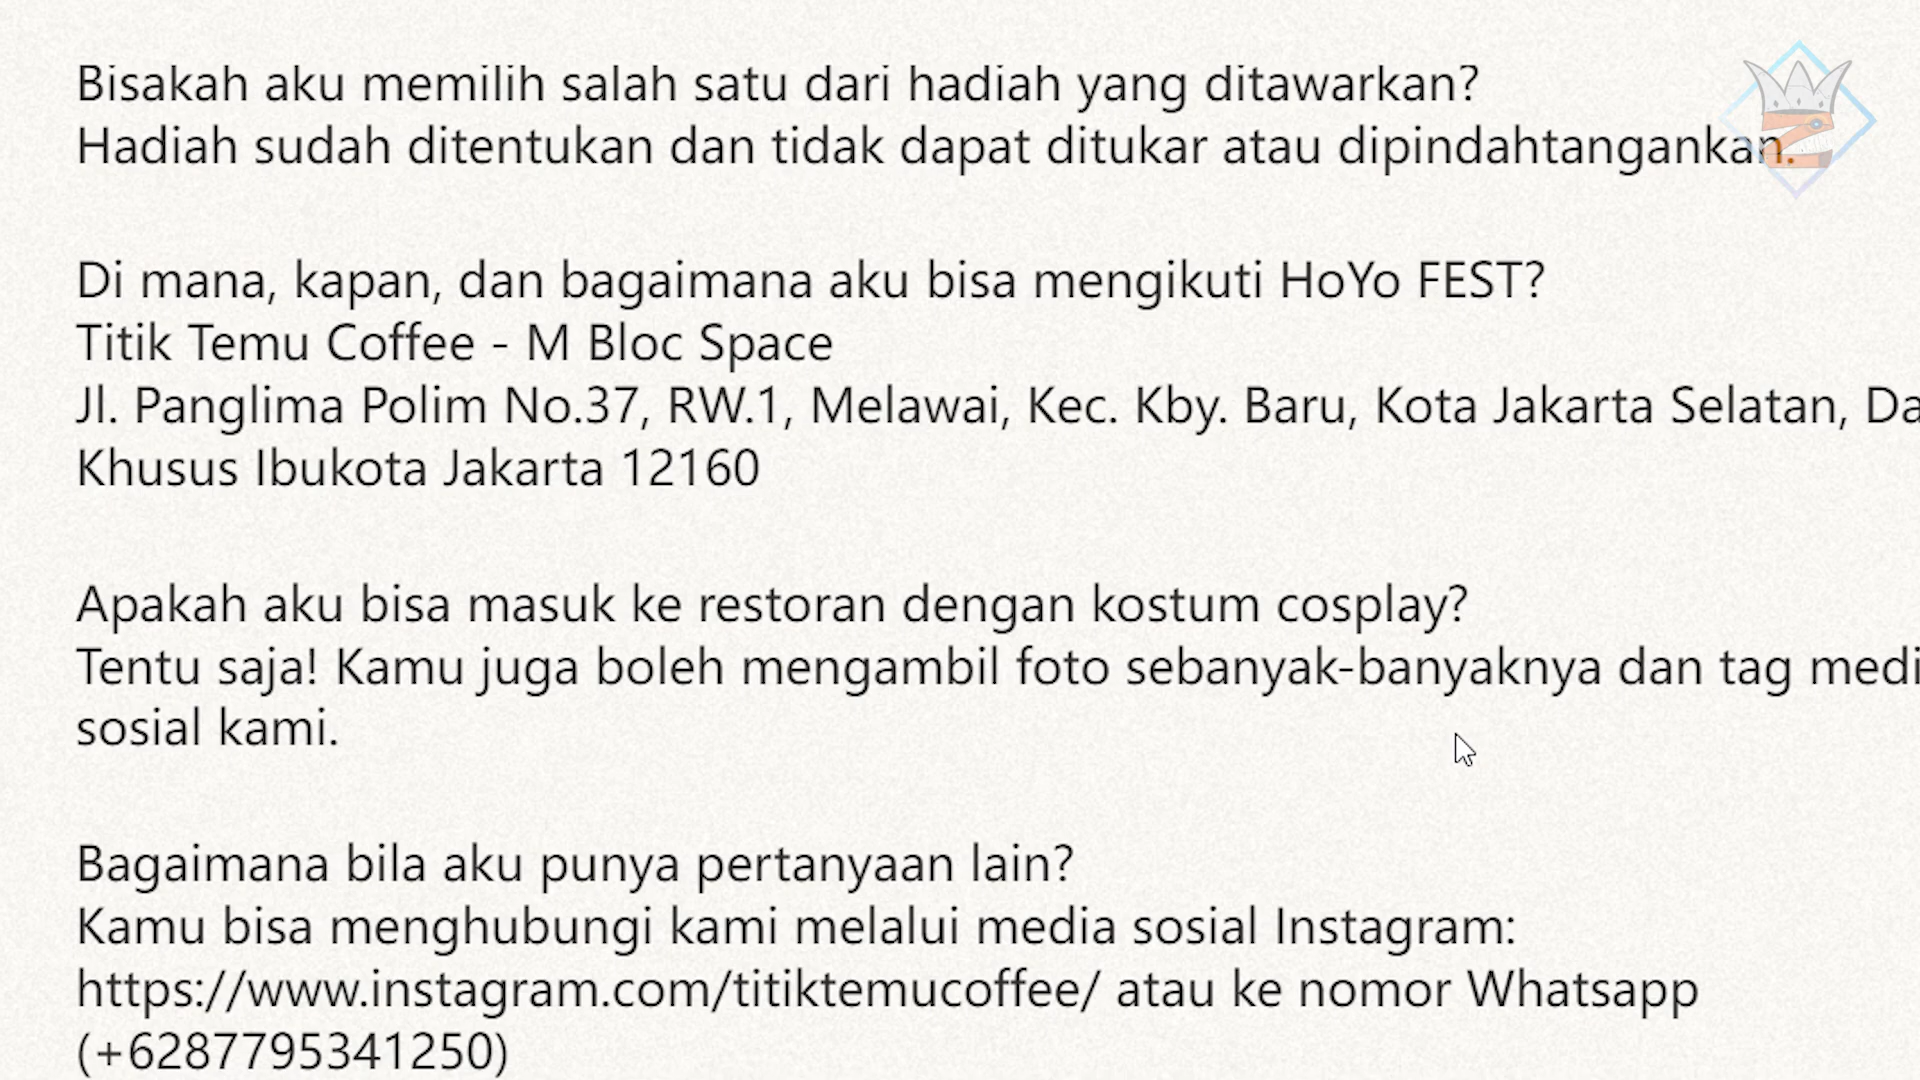 Bisakah aku memilih salah satu dari hadiah yang ditawarkan?
Hadiah sudah ditentukan dan tidak dapat ditukar atau dipindahtangankan.
Di mana, kapan, dan bagaimana aku bisa mengikuti HoYo FEST?
Titik Temu Coffee - M Bloc Space
Jl. Panglima Polim No.37, RW.1, Melawai, Kec. Kby. Baru, Kota Jakarta Selatan,
Khusus Ibukota Jakarta 12160
Apakah aku bisa masuk ke restoran dengan kostum cosplay?
Tentu saja! Kamu juga boleh mengambil foto sebanyak-banyaknya dan tag medi
sosial kami.
Bagaimana bila aku punya pertanyaan lain?
Kamu bisa menghubungi kami melalui media sosial Instagram:
https://www.instagram.com/titiktemucoffee/ atau ke nomor Whatsapp
(+6287795341250)